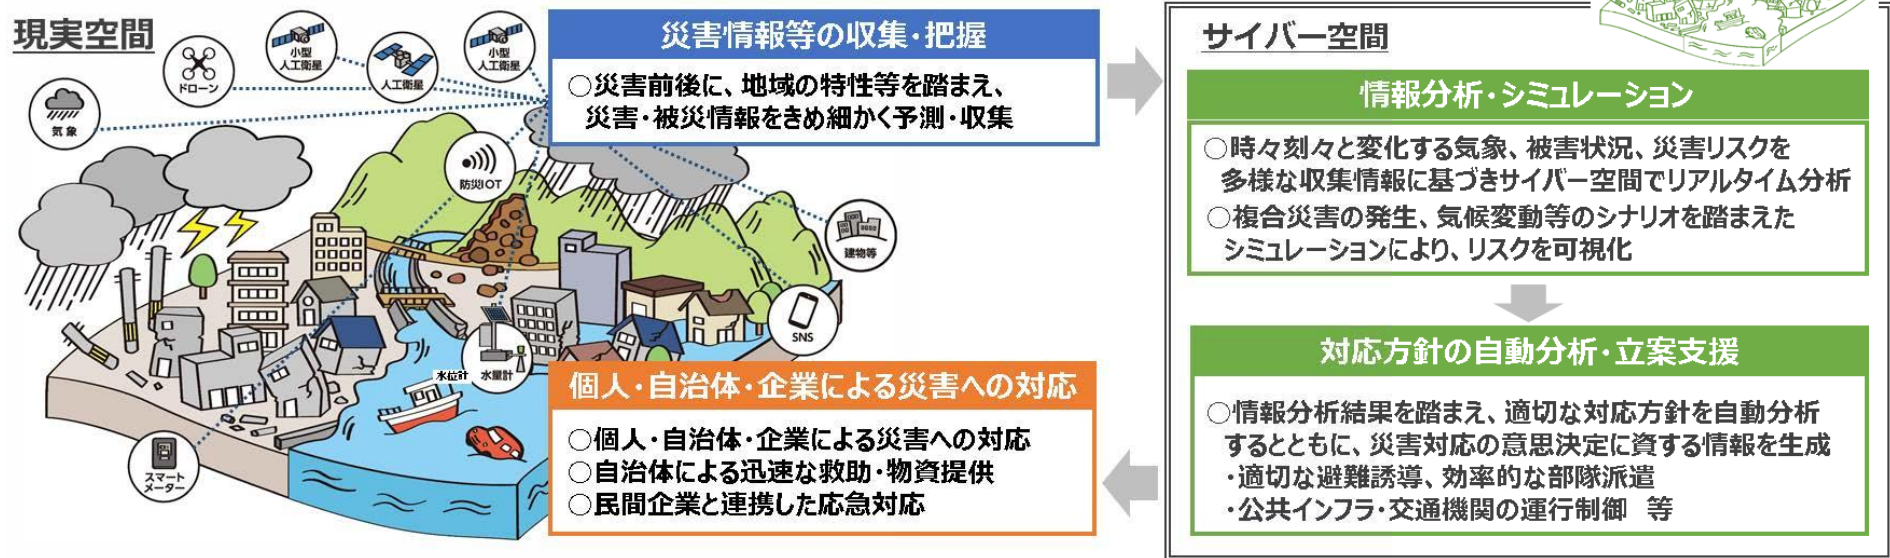 現実空間
気象
ドローン
小型
人工衛星
人工衛星
小型
人工衛星
防災IOT
建物等
SNS
水位計
水量計
スマート
メーター
災害情報等の収集・把握
○災害前後に、地域の特性等を踏まえ、
災害・被災情報をきめ細かく予測・収集
サイバー空間
情報分析・シミュレーション
○時々刻々と変化する気象、被害状況、災害リスクを
多様な収集情報に基づきサイバー空間でリアルタイム分析
○複合災害の発生、気候変動等のシナリオを踏まえた
シミュレーションにより、リスクを可視化
対応方針の自動分析・立案支援
○情報分析結果を踏まえ、適切な対応方針を自動分析
するとともに、災害対応の意思決定に資する情報を生成
・適切な避難誘導、効率的な部隊派遣
・公共インフラ・交通機関の運行制御　等
個人・自治体・企業による災害への対応
○個人・自治体・企業による災害への対応
○自治体による迅速な救助・物資提供
○民間企業と連携した応急対応